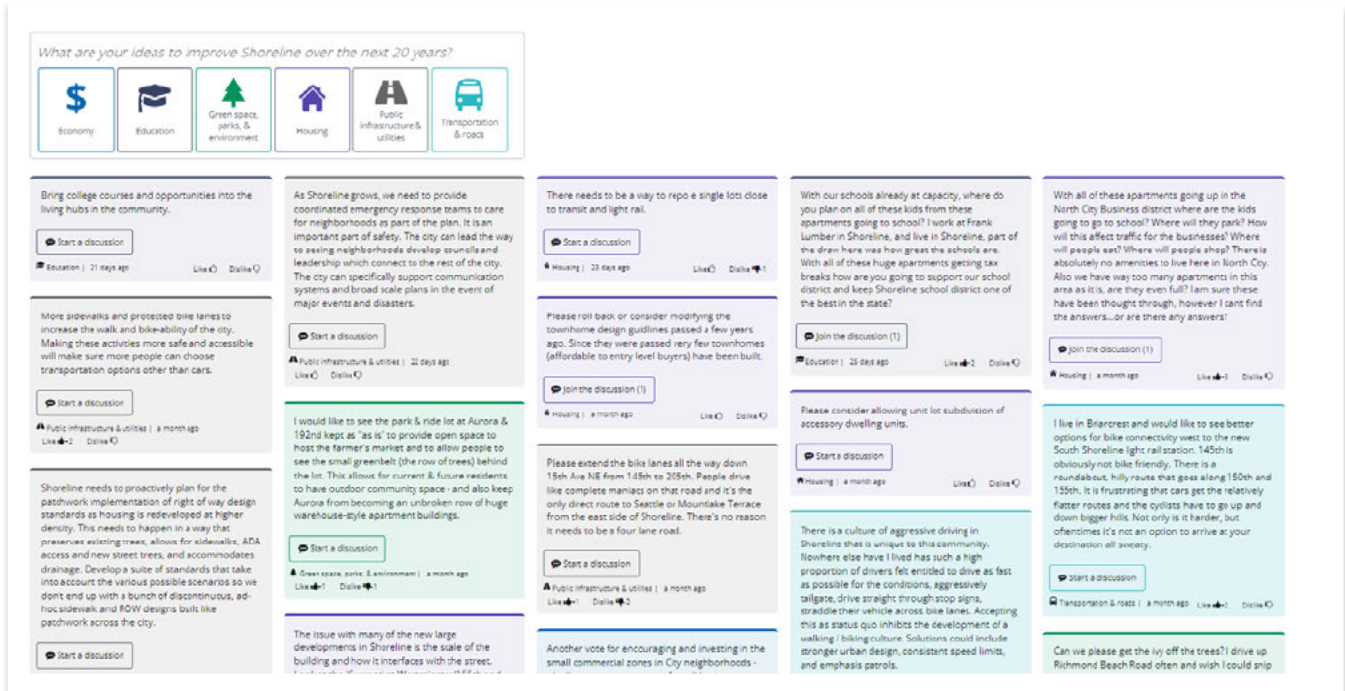 What are your ideas to improve Shoreline over the next 20 years?
Economy
Education
Green space,
parks, &
environment
Housing
Public
infrastructure &
utilities
Transportation
& roads
Bring college courses and opportunities into the
living hubs in the community.
Start a discussion
Education | 21 days ago
Like
Dislike
More sidewalks and protected bike lanes to
increase the walk and bike-ability of the city.
Making these activities more safe and accessible
will make sure more people can choose
transportation options other than cars.
Start a discussion
Public infrastructure & utilities | a month ago
Like +2
Dislike
Shoreline needs to proactively plan for the
patchwork implementation of right of way design
standards as housing is redeveloped at higher
density. This needs to happen in a way that
preserves existing trees, allows for sidewalks, ADA
access and new street trees, and accommodates
drainage. Develop a suite of standards that take
into account the various possible scenarios so we
dont end up with a bunch of discontinuous, ad-
hoc sidewalk and ROW designs built like
patchwork across the city.
Start a discussion
As Shoreline grows, we need to provide
coordinated emergency response teams to care
for neighborhoods as part of the plan. It is an
important part of safety. The city can lead the way
to seeing neighborhoods develop councils and
leadership which connect to the rest of the city.
The city can specifically support communication
systems and broad scale plans in the event of
major events and disasters.
Start a discussion
Public infrastructure & utilities | 22 days ago
Like
Dislike
I would like to see the park & ride lot at Aurora &
192nd kept as "as is' to provide open space to
host the farmer's market and to allow people to
see the small greenbelt (the row of trees) behind
the lot. This allows for current & future residents
to have outdoor community space - and also keep
Aurora from becoming an unbroken row of huge
warehouse-style apartment buildings.
Start a discussion
Green space, parks, & environment | a month ago
Like +1
Dislike -1
The issue with many of the new large
developments in Shoreline is the scale of the
building and how it interfaces with the street.
There needs to be a way to repo e single lots close
to transit and light rail.
Start a discussion
Housing | 23 days ago
Like
Dislike -1
Please roll back or consider modifying the
townhome design guidlines passed a few years
ago. Since they were passed very few townhomes
(affordable to entry level buyers) have been built.
Join the discussion (1)
Housing | a month ago
Like
Dislike
Please extend the bike lanes all the way down
15th Ave NE from 145th to 205th. People drive
like complete maniacs on that road and it's the
only direct route to Seattle or Mountlake Terrace
from the east side of Shoreline. There's no reason
it needs to be a four lane road.
Start a discussion
Public infrastructure & utilities | a month ago
Like +1
Dislike -2
Another vote for encouraging and investing in the
small commercial zones in City neighborhoods -
With our schools already at capacity, where do
you plan on all of these kids from these
apartments going to school? I work at Frank
Lumber in Shoreline, and live in Shoreline, part of
the draw here was how great the schools are.
With all of these huge apartments getting tax
breaks how are you going to support our school
district and keep Shoreline school district one of
the best in the state?
Join the discussion (1)
Education | 25 days ago
Like +2
Dislike
Please consider allowing unit lot subdivision of
accessory dwelling units.
Start a discussion
Housing | a month ago
Like
Dislike
There is a culture of aggressive driving in
Shoreline that is unique to this community.
Nowhere else have I lived has such a high
proportion of drivers felt entitled to drive as fast
as possible for the conditions, aggressively
tailgate, drive straight through stop signs,
straddle their vehicle across bike lanes. Accepting
this as status quo inhibits the development of a
walking / biking culture. Solutions could include
stronger urban design, consistent speed limits,
and emphasis patrols.
With all of these apartments going up in the
North City Business district where are the kids
going to go to school? Where will they park? How
will this affect traffic for the businesses? Where
will people eat? Where will people shop? There is
absolutely no amenities to live here in North City.
Also we have way too many apartments in this
area as it is, are they even full? I am sure these
have been thought through, however I cant find
the answers...or are there any answers?
Join the discussion (1)
Housing | a month ago
Like
Dislike
I live in Briarcrest and would like to see better
options for bike connectivity west to the new
South Shoreline light rail station. 145th is
obviously not bike friendly. There is a
roundabout, hilly route that goes along 150th and
155th. It is frustrating that cars get the relatively
flatter routes and the cyclists have to go up and
down bigger hills. Not only is it harder, but
oftentimes it's not an option to arrive at your
destination all sweaty.
Start a discussion
Transportation & roads | a month ago
Like +2
Dislike
Can we please get the ivy off the trees? I drive up
Richmond Beach Road often and wish I could snip